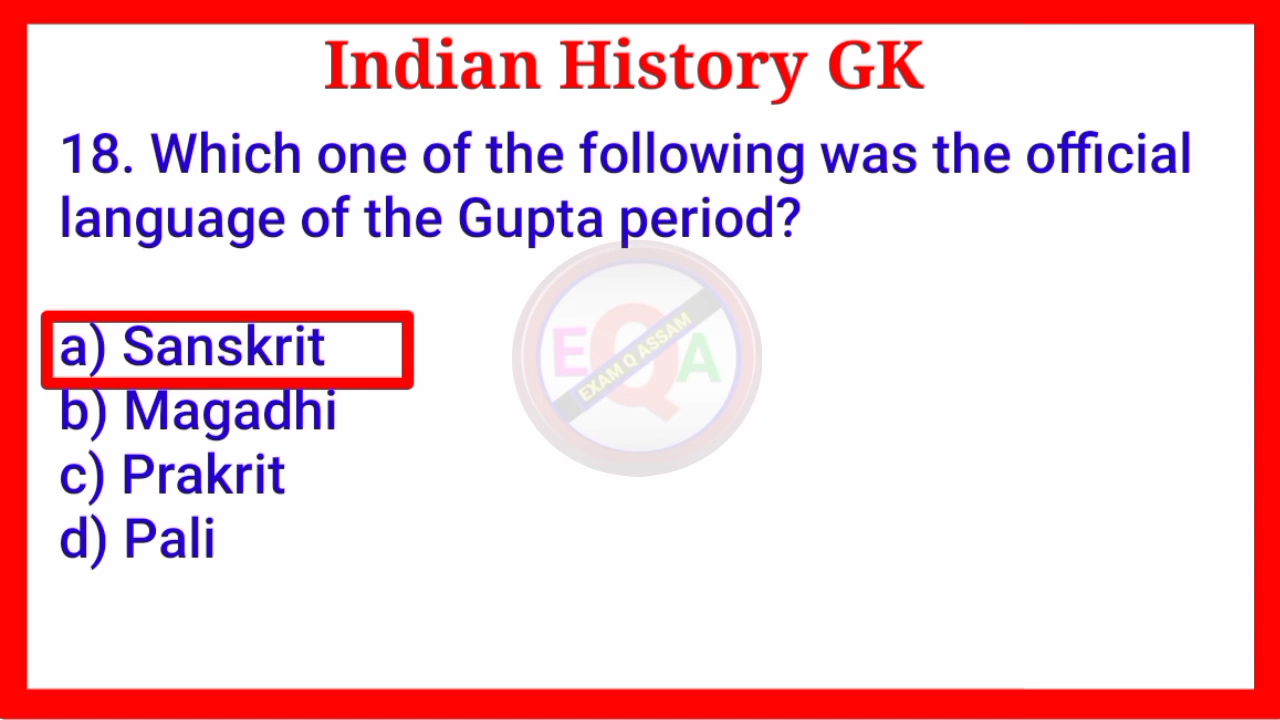 Indian History GK
18. Which one of the following was the official
language of the Gupta period?
a) Sanskrit
b) Magadhi
c) Prakrit
d) Pali
EQA
EXAM Q ASSAM